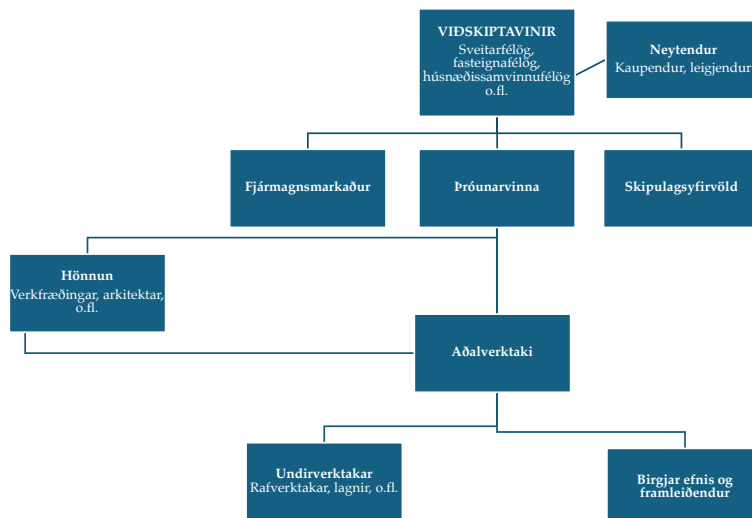 VIÐSKIPTAVINIR
Sveitarfélög,
fasteignafélög,
húsnæðissamvinnufélög
o.fl.
Neytendur
Kaupendur, leigjendur
Fjármagnsmarkaður
Þróunarvinna
Skipulagsyfirvöld
Hönnun
Verkfræðingar, arkitektar,
o.fl.
Aðalverktaki
Undirverktakar
Rafverktakar, lagnir, o.fl.
Birgjar efnis og
framleiðendur